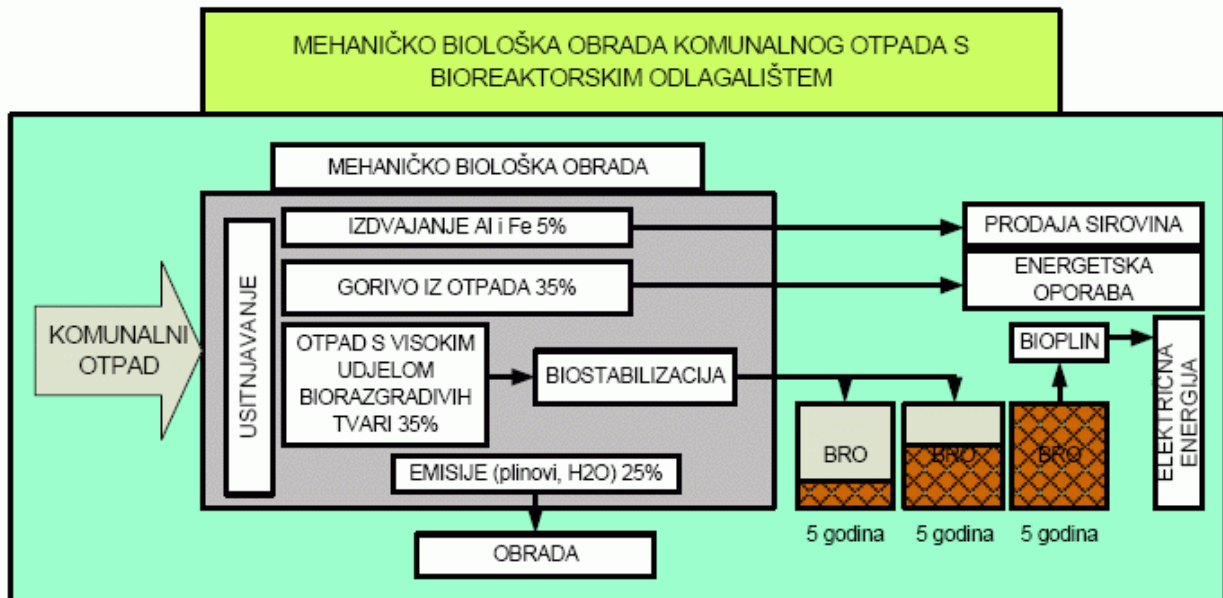 MEHANIČKO BIOLOŠKA OBRADA KOMUNALNOG OTPADA S
BIOREAKTORSKIM ODLAGALIŠTEM
MEHANIČKO BIOLOŠKA OBRADA
KOMUNALNI
OTPAD
USITNJAVANJE
IZDVAJANJE Al i Fe 5%
GORIVO IZ OTPADA 35%
OTPAD S VISOKIM
UDJELOM
BIORAZGRADIVIH
TVARI 35%
BIOSTABILIZACIJA
EMISIJE (plinovi, H2O) 25%
OBRADA
PRODAJA SIROVINA
ENERGETSKA
OPORABA
BIOPLIN
ELEKTRIČNA
ENERGIJA
BRO
BRO
BRO
5 godina
5 godina
5 godina